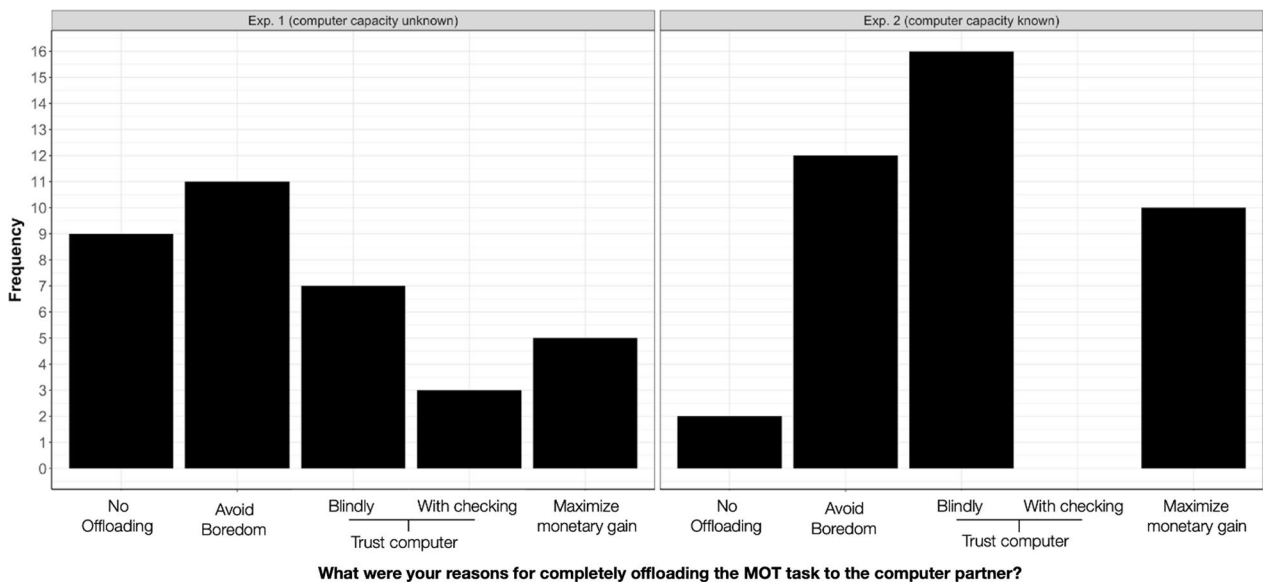 Exp. 1 (computer capacity unknown)
Exp. 2 (computer capacity known)
Frequency
16
15
14
13
12
11
10
9
8
7
6
5
4
3
2
1
0
No
Offloading
Avoid
Boredom
Blindly
With checking
Trust computer
Maximize
monetary gain
No
Offloading
Avoid
Boredom
Blindly
With checking
Trust computer
Maximize
monetary gain
What were your reasons for completely offloading the MOT task to the computer partner?